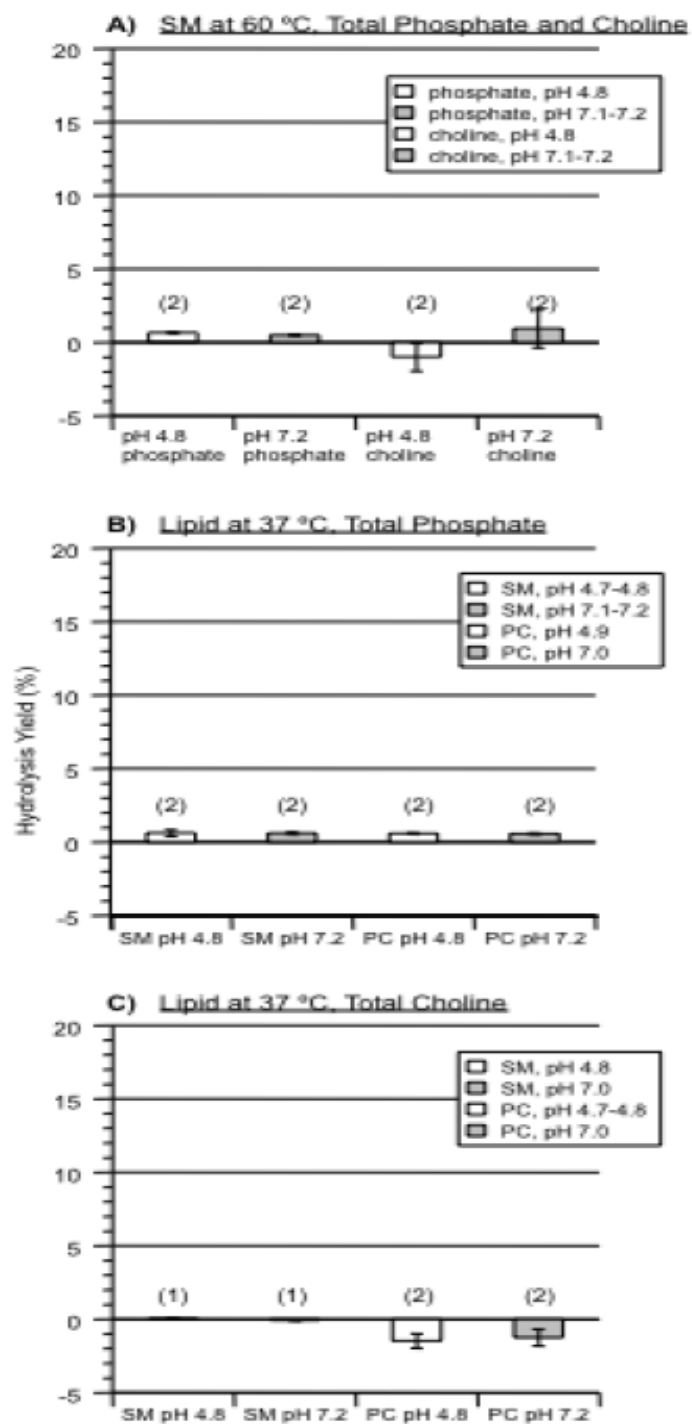 A) SM at 60 ºC, Total Phosphate and Choline
20
15
10
5
0
-5
phosphate, pH 4.8
phosphate, pH 7.1-7.2
choline, pH 4.8
choline, pH 7.1-7.2
(2) (2) (2) (2)
pH 4.8 pH 7.2 pH 4.8 pH 7.2
phosphate phosphate choline choline
B) Lipid at 37 ºC, Total Phosphate
Hydrolysis Yield (%)
20
15
10
5
0
-5
SM, pH 4.7-4.8
SM, pH 7.1-7.2
PC, pH 4.9
PC, pH 7.0
(2) (2) (2) (2)
SM pH 4.8 SM pH 7.2 PC pH 4.8 PC pH 7.2
C) Lipid at 37 ºC, Total Choline
20
15
10
5
0
-5
SM, pH 4.8
SM, pH 7.0
PC, pH 4.7-4.8
PC, pH 7.0
(1) (1) (2) (2)
SM pH 4.8 SM pH 7.2 PC pH 4.8 PC pH 7.2